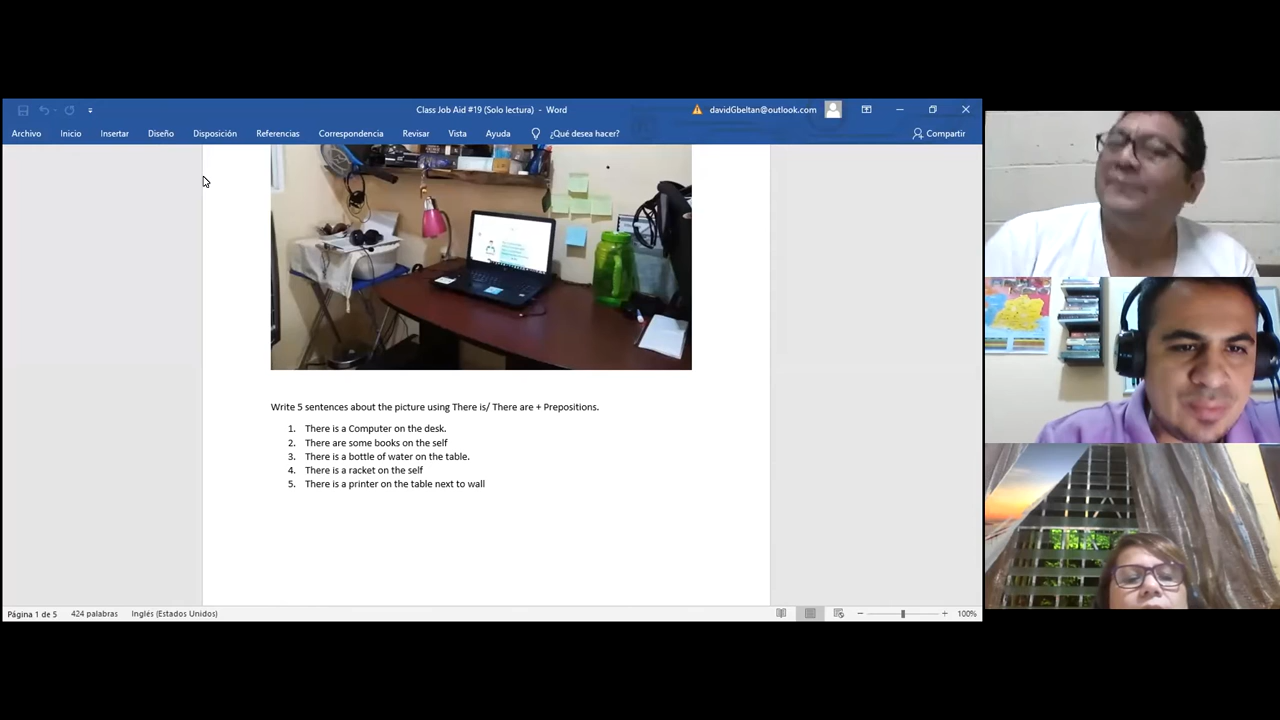 Class Job Aid #19 (Solo lectura) - Word
davidGbeltan@outlook.com
Archivo Inicio Insertar Diseño Disposición Referencias Correspondencia Revisar Vista Ayuda ¿Qué desea hacer? Compartir
Write 5 sentences about the picture using There is/ There are + Prepositions.
1. There is a Computer on the desk.
2. There are some books on the self
3. There is a bottle of water on the table.
4. There is a racket on the self
5. There is a printer on the table next to wall
Página 1 de 5 424 palabras Inglés (Estados Unidos) 100%